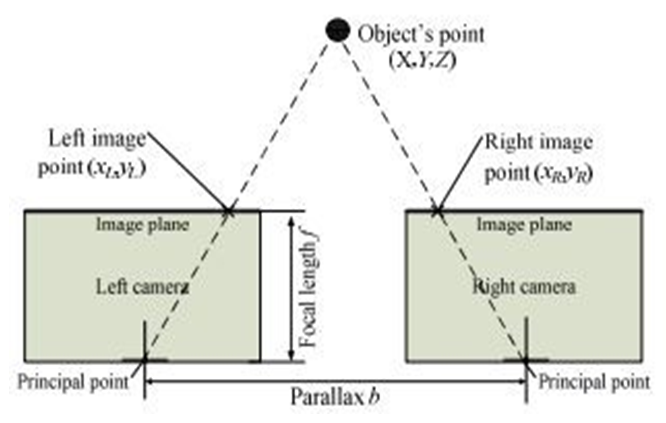 Object's point
(X,Y,Z)
Left image
point (xL,yL)
Right image
point (xR,yR)
Image plane
Image plane
Left camera
Focal length f
Right camera
Principal point
Principal point
Parallax b